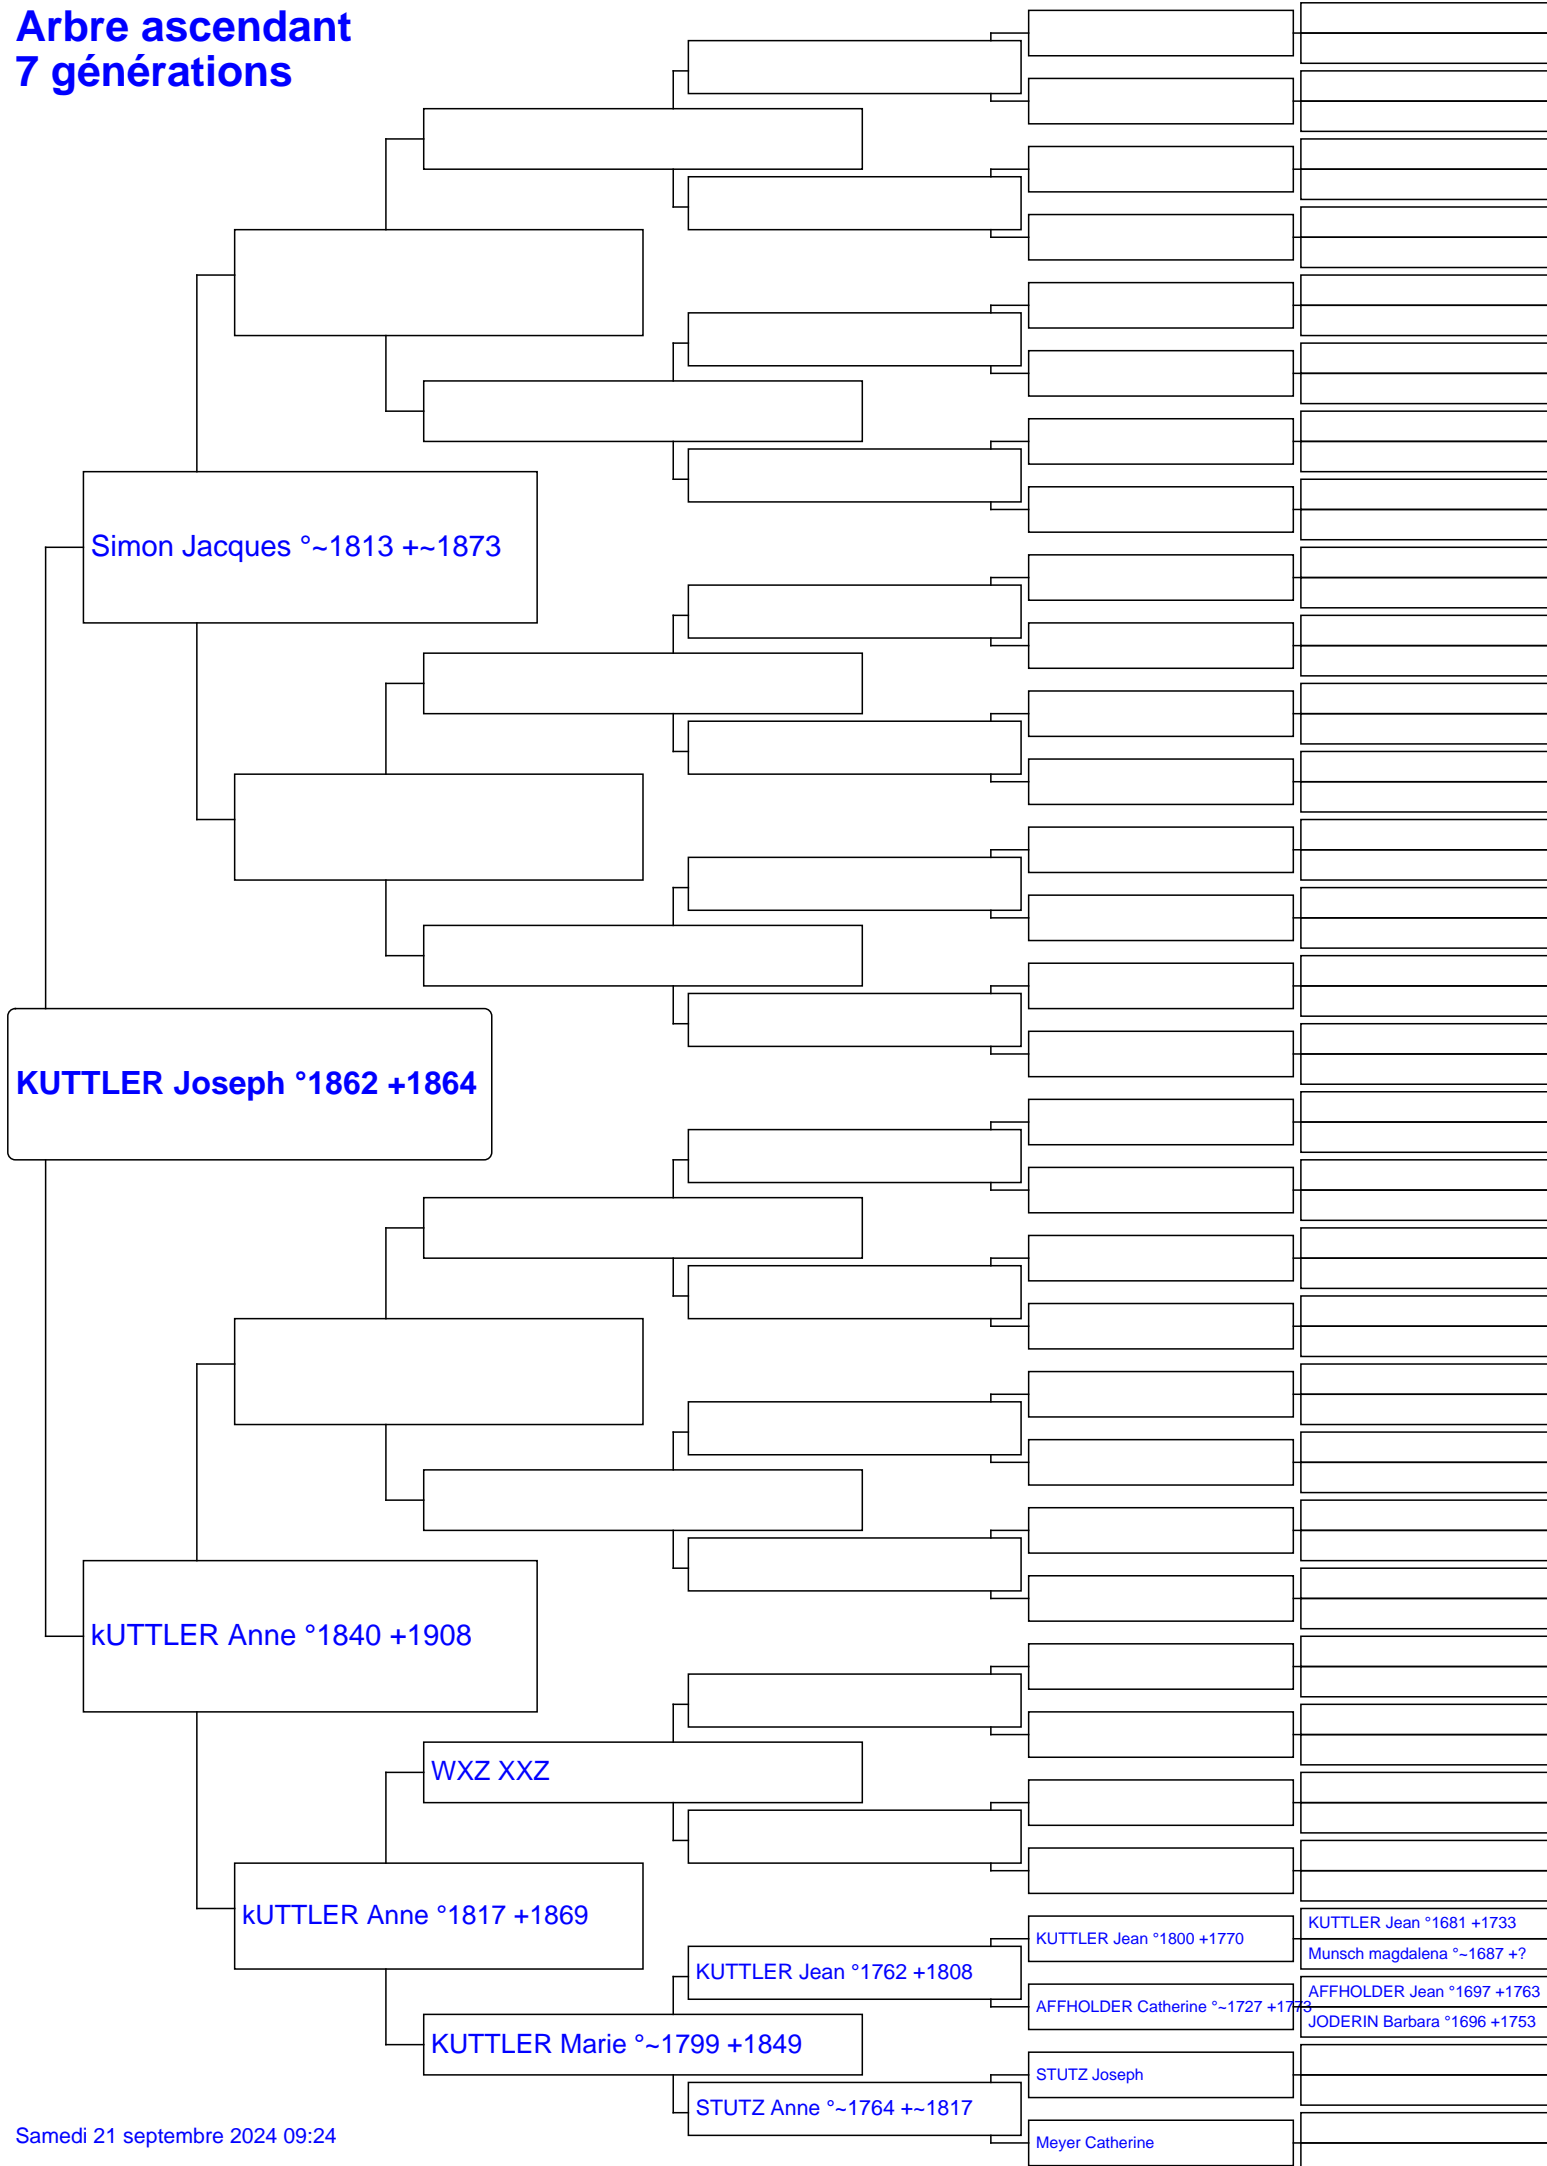 Arbre ascendant
7 générations
Simon Jacques °~1813 +~1873
KUTTLER Joseph °1862 +1864
kUTTLER Anne °1840 +1908
WXZ XXZ
kUTTLER Anne °1817 +1869
KUTTLER Jean °1681 +1733
KUTTLER Jean °1800 +1770
Munsch magdalena °~1687 +?
KUTTLER Jean °1762 +1808
AFFHOLDER Jean °1697 +1763
AFFHOLDER Catherine °~1727 +1773
JODERIN Barbara °1696 +1753
KUTTLER Marie °~1799 +1849
STUTZ Joseph
STUTZ Anne °~1764 +~1817
Meyer Catherine
Samedi 21 septembre 2024 09:24